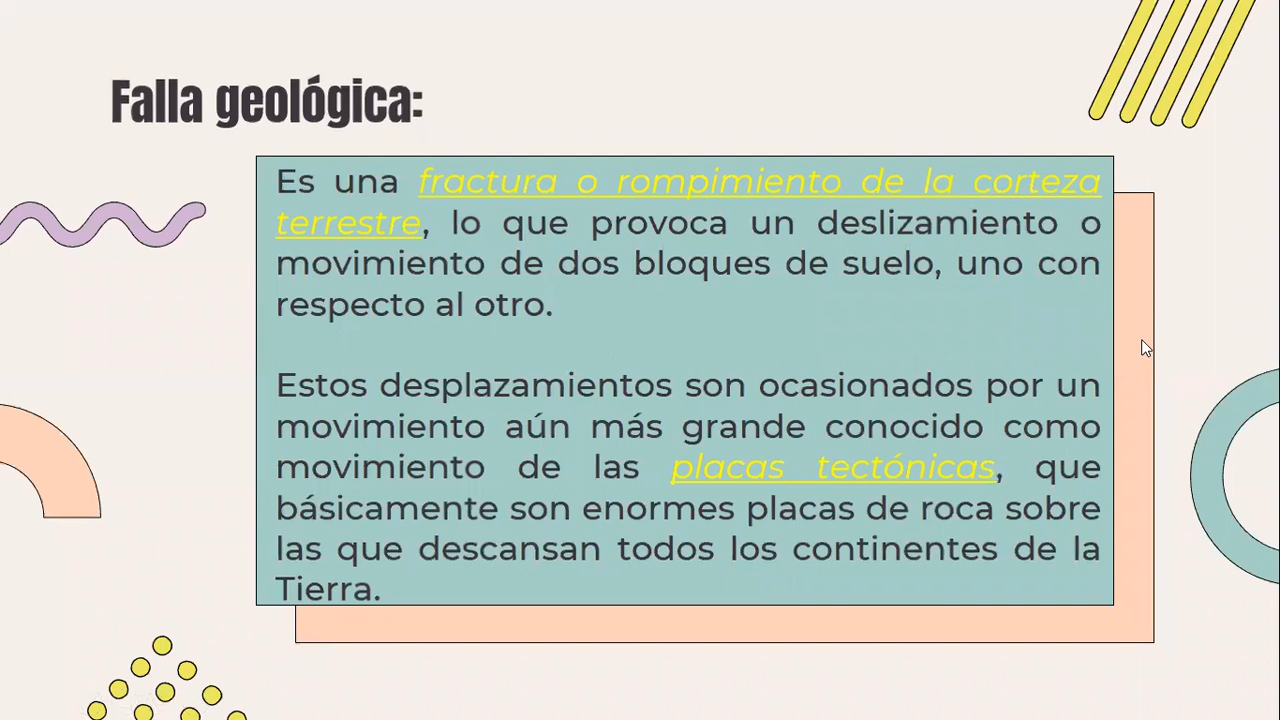 Falla geológica:
Es una fractura o rompimiento de la corteza
terrestre, lo que provoca un deslizamiento o
movimiento de dos bloques de suelo, uno con
respecto al otro.
Estos desplazamientos son ocasionados por un
movimiento aún más grande conocido como
movimiento de las placas tectónicas, que
básicamente son enormes placas de roca sobre
las que descansan todos los continentes de la
Tierra.